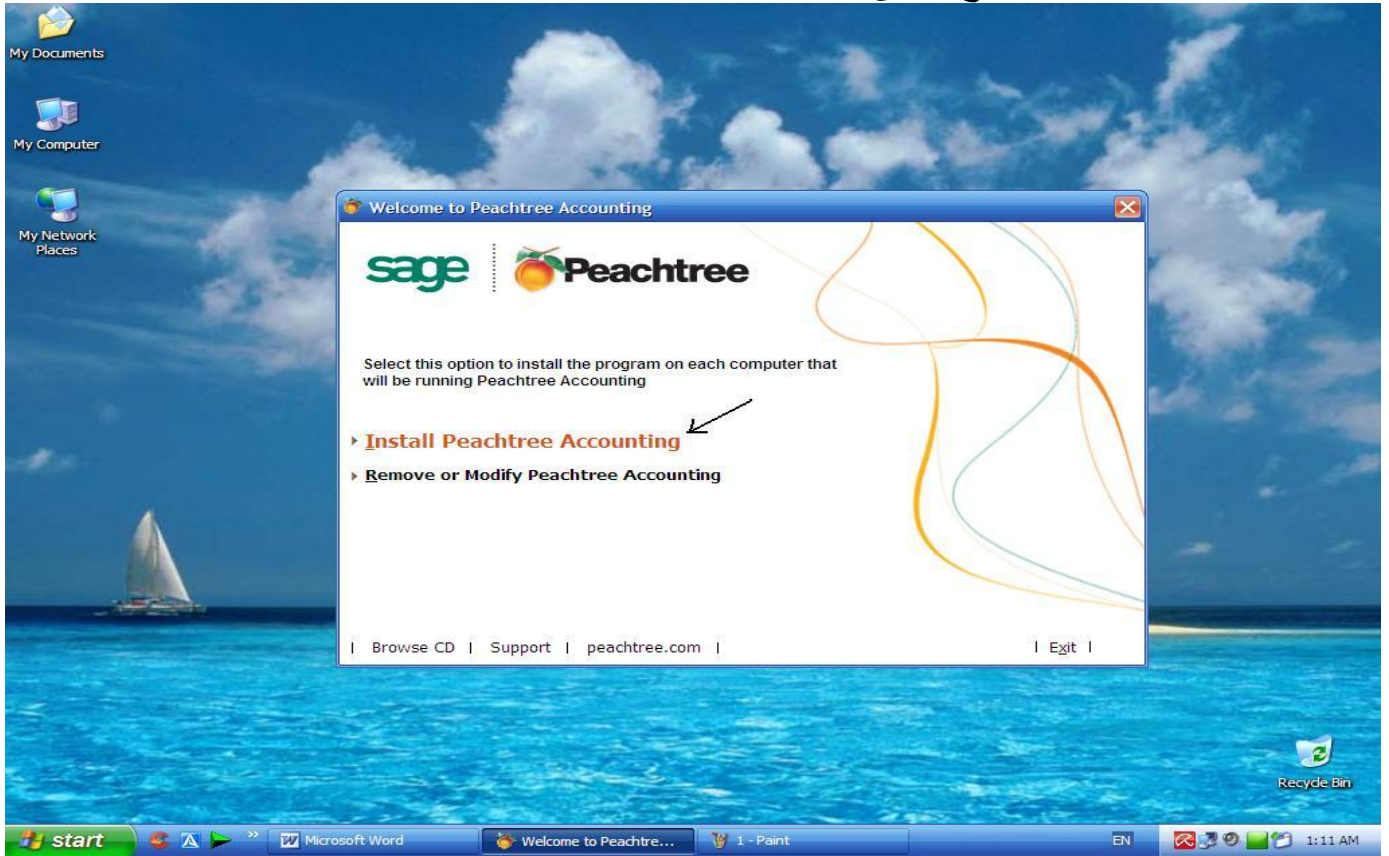 My Documents
My Computer
My Network
Places
Welcome to Peachtree Accounting
sage Peachtree
Select this option to install the program on each computer that
will be running Peachtree Accounting
Install Peachtree Accounting
Remove or Modify Peachtree Accounting
| Browse CD | Support | peachtree.com | | Exit |
Recycle Bin
start » Microsoft Word Welcome to Peachtre... 1 - Paint EN 1:11 AM